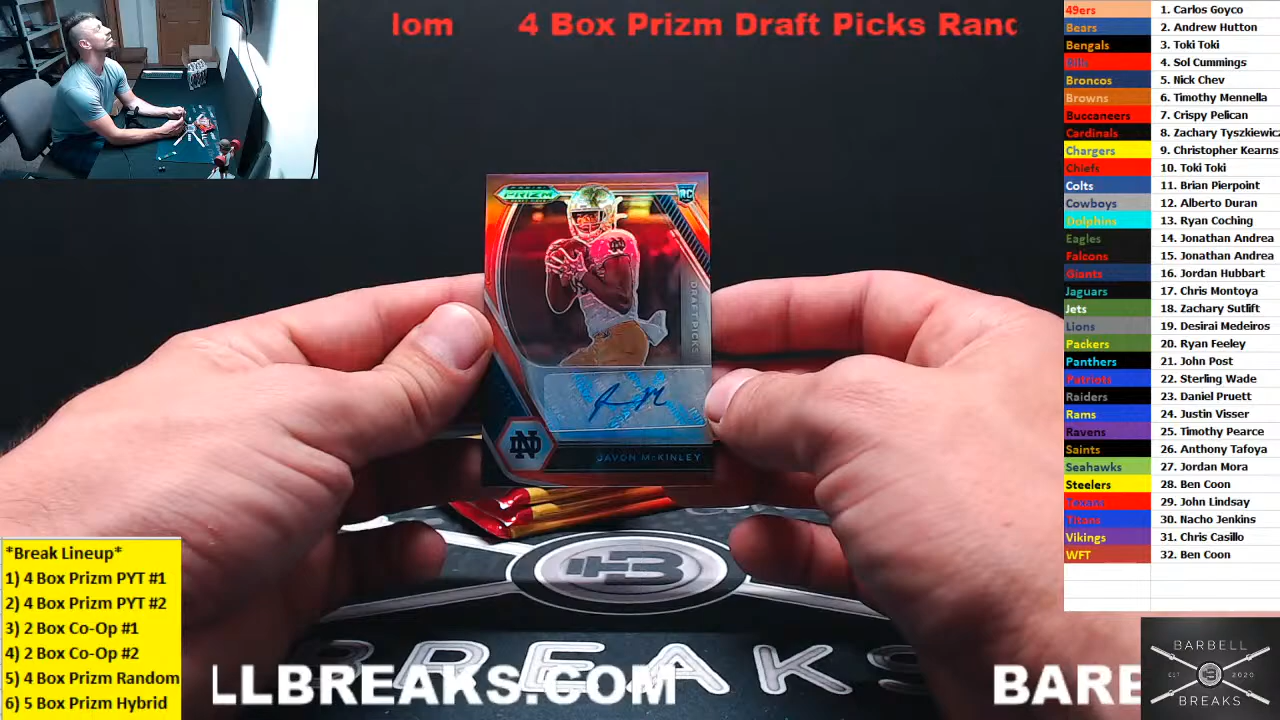 lom 4 Box Prizm Draft Picks Ranc
49ers 1. Carlos Goyco
Bears 2. Andrew Hutton
Bengals 3. Toki Toki
Bills 4. Sol Cummings
Broncos 5. Nick Chev
Browns 6. Timothy Mennella
Buccaneers 7. Crispy Pelican
Cardinals 8. Zachary Tyszkiewicz
Chargers 9. Christopher Kearns
Chiefs 10. Toki Toki
Colts 11. Brian Pierpoint
Cowboys 12. Alberto Duran
Dolphins 13. Ryan Coching
Eagles 14. Jonathan Andrea
Falcons 15. Jonathan Andrea
Giants 16. Jordan Hubbart
Jaguars 17. Chris Montoya
Jets 18. Zachary Sutlift
Lions 19. Desirai Medeiros
Packers 20. Ryan Feeley
Panthers 21. John Post
Patriots 22. Sterling Wade
Raiders 23. Daniel Pruett
Rams 24. Justin Visser
Ravens 25. Timothy Pearce
Saints 26. Anthony Tafoya
Seahawks 27. Jordan Mora
Steelers 28. Ben Coon
Texans 29. John Lindsay
Titans 30. Nacho Jenkins
Vikings 31. Chris Casillo
WFT 32. Ben Coon
PRIZM
RC
DRAFT PICKS
ND
JAVON McKINLEY
*Break Lineup*
1) 4 Box Prizm PYT #1
2) 4 Box Prizm PYT #2
3) 2 Box Co-Op #1
4) 2 Box Co-Op #2
5) 4 Box Prizm Random
6) 5 Box Prizm Hybrid
BREAKS
LLBREAKS.COM BARE
BARBELL
EST 2020
BREAKS